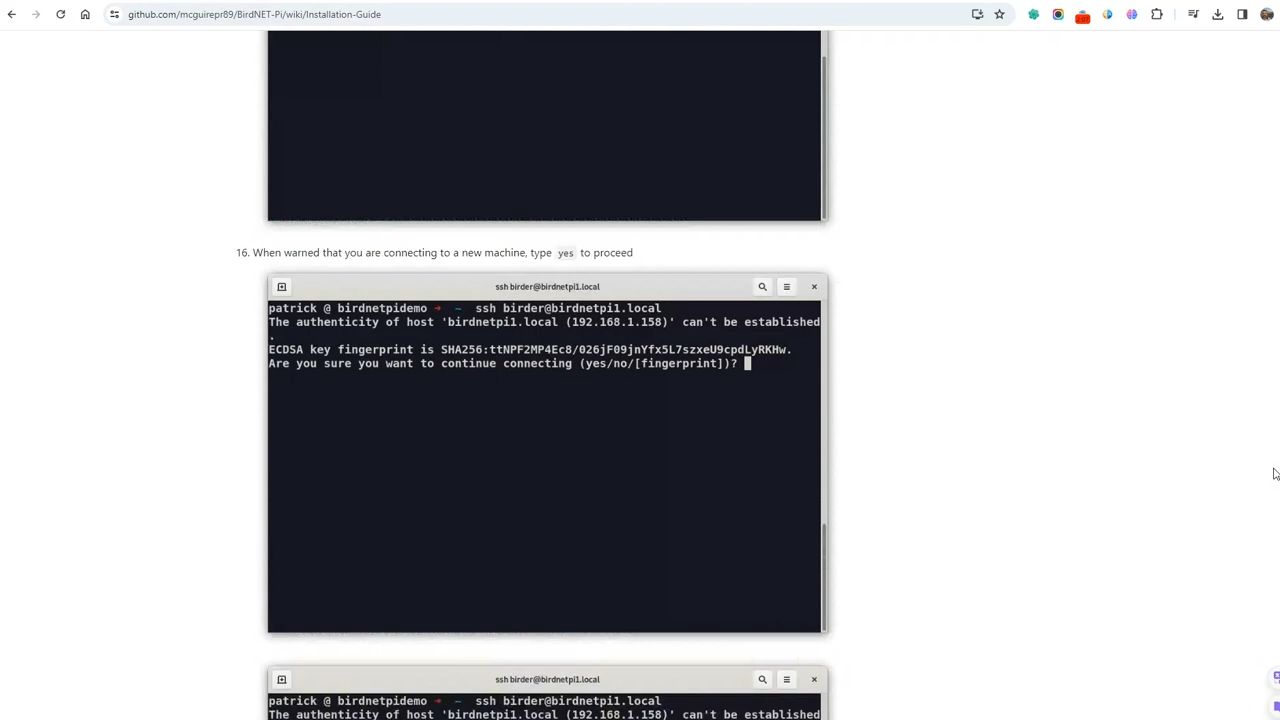 github.com/mcguirepr89/BirdNET-Pi/wiki/Installation-Guide
16. When warned that you are connecting to a new machine, type yes to proceed
ssh birder@birdnetpi1.local
patrick @ birdnetpidemo ➜ ~ ssh birder@birdnetpi1.local
The authenticity of host 'birdnetpi1.local (192.168.1.158)' can't be established
.
ECDSA key fingerprint is SHA256:ttNPF2MP4Ec8/026jF09jnYfx5L7szxeU9cpdLyRKHw.
Are you sure you want to continue connecting (yes/no/[fingerprint])?
ssh birder@birdnetpi1.local
patrick @ birdnetpidemo ➜ ~ ssh birder@birdnetpi1.local
The authenticity of host 'birdnetpi1.local (192.168.1.158)' can't be established